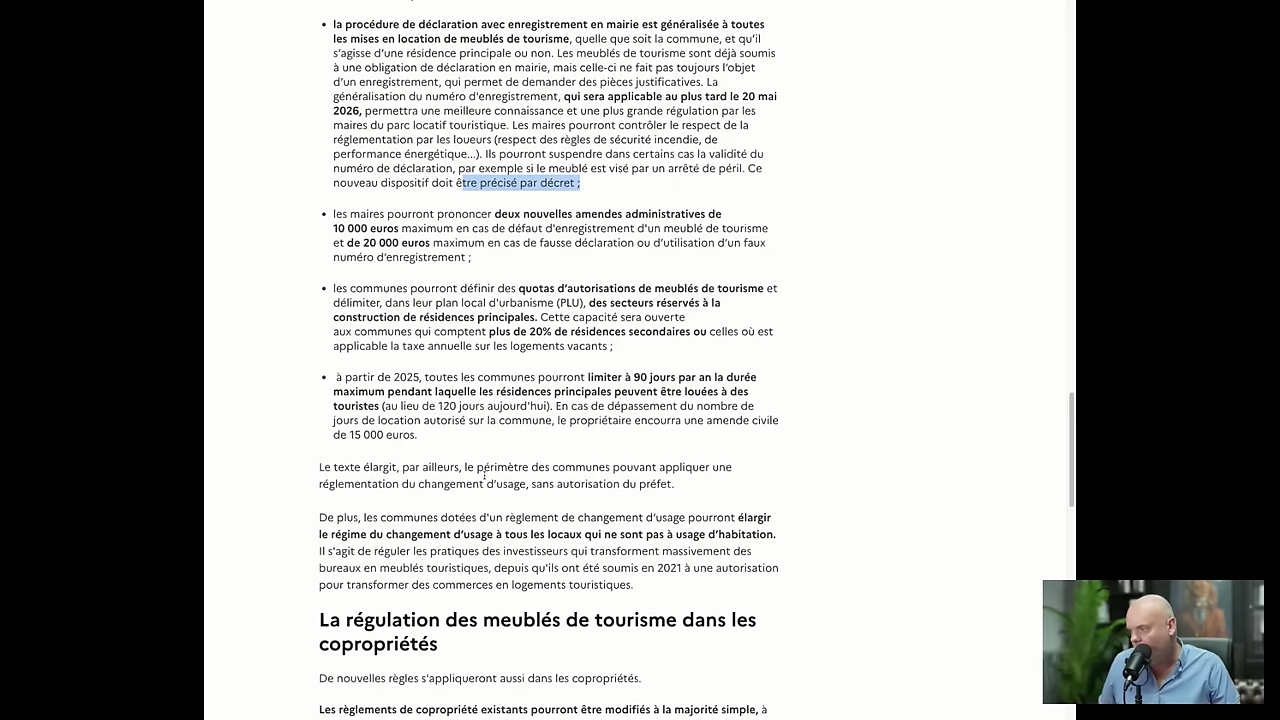 la procédure de déclaration avec enregistrement en mairie est généralisée à toutes
les mises en location de meublés de tourisme, quelle que soit la commune, et qu'il
s'agisse d'une résidence principale ou non. Les meublés de tourisme sont déjà soumis
à une obligation de déclaration en mairie, mais celle-ci ne fait pas toujours l'objet
d'un enregistrement, qui permet de demander des pièces justificatives. La
généralisation du numéro d'enregistrement, qui sera applicable au plus tard le 20 mai
2026, permettra une meilleure connaissance et une plus grande régulation par les
maires du parc locatif touristique. Les maires pourront contrôler le respect de la
réglementation par les loueurs (respect des règles de sécurité incendie, de
performance énergétique...). Ils pourront suspendre dans certains cas la validité du
numéro de déclaration, par exemple si le meublé est visé par un arrêté de péril. Ce
nouveau dispositif doit être précisé par décret ;
les maires pourront prononcer deux nouvelles amendes administratives de
10 000 euros maximum en cas de défaut d'enregistrement d'un meublé de tourisme
et de 20 000 euros maximum en cas de fausse déclaration ou d'utilisation d'un faux
numéro d'enregistrement ;
les communes pourront définir des quotas d'autorisations de meublés de tourisme et
délimiter, dans leur plan local d'urbanisme (PLU), des secteurs réservés à la
construction de résidences principales. Cette capacité sera ouverte
aux communes qui comptent plus de 20% de résidences secondaires ou celles où est
applicable la taxe annuelle sur les logements vacants ;
à partir de 2025, toutes les communes pourront limiter à 90 jours par an la durée
maximum pendant laquelle les résidences principales peuvent être louées à des
touristes (au lieu de 120 jours aujourd'hui). En cas de dépassement du nombre de
jours de location autorisé sur la commune, le propriétaire encourra une amende civile
de 15 000 euros.
Le texte élargit, par ailleurs, le périmètre des communes pouvant appliquer une
réglementation du changement d'usage, sans autorisation du préfet.
De plus, les communes dotées d'un règlement de changement d'usage pourront élargir
le régime du changement d'usage à tous les locaux qui ne sont pas à usage d'habitation.
Il s'agit de réguler les pratiques des investisseurs qui transforment massivement des
bureaux en meublés touristiques, depuis qu'ils ont été soumis en 2021 à une autorisation
pour transformer des commerces en logements touristiques.
La régulation des meublés de tourisme dans les
copropriétés
De nouvelles règles s'appliqueront aussi dans les copropriétés.
Les règlements de copropriété existants pourront être modifiés à la majorité simple, à